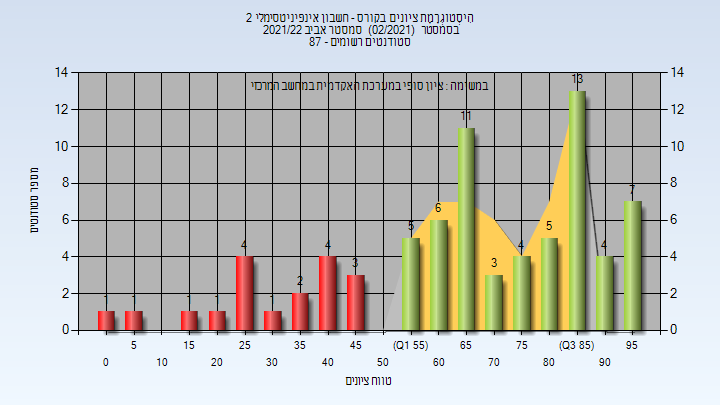 היסטוגרמת ציונים בקורס - חשבון אינפיניטסימלי 2
בסמסטר (02/2021) סמסטר אביב 2021/22
סטודנטים רשומים - 87
במשימה : ציון סופי במערכת האקדמית במחשב המרכזי
מספר סטודנטים
14 14
12 12
10 10
8 8
6 6
4 4
2 2
0 0
1 1 1 1 4 1 2 4 3 5 6 11 3 4 5 13 4 7
5 15 25 35 45 (Q1 55) 65 75 (Q3 85) 95
0 10 20 30 40 50 60 70 80 90
טווח ציונים